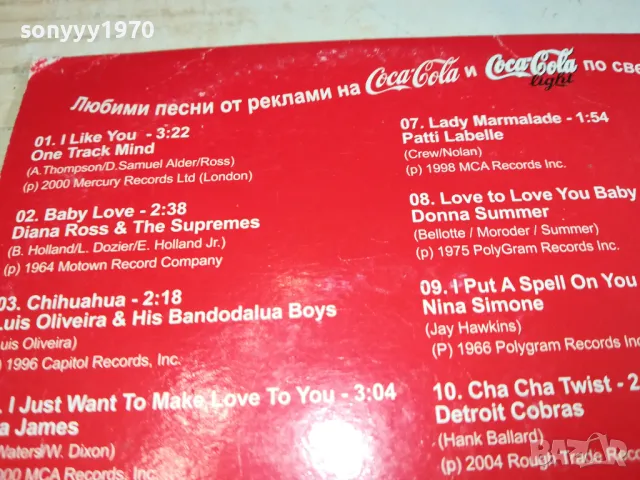 sonyyy1970
Любими песни от реклами на Coca-Cola и Coca-Cola light по све
01. I Like You - 3:22
One Track Mind
(A.Thompson/D.Samuel Alder/Ross)
(p) 2000 Mercury Records Ltd (London)
02. Baby Love - 2:38
Diana Ross & The Supremes
(B. Holland/L. Dozier/E. Holland Jr.)
(p) 1964 Motown Record Company
03. Chihuahua - 2:18
Luis Oliveira & His Bandodalua Boys
uis Oliveira)
) 1996 Capitol Records, Inc.
. I Just Want To Make Love To You - 3:04
a James
Waters/W. Dixon)
000 MCA Records, Inc.
07. Lady Marmalade - 1:54
Patti Labelle
(Crew/Nolan)
(p) 1998 MCA Records Inc.
08. Love to Love You Baby
Donna Summer
(Bellotte / Moroder / Summer)
(p) 1975 PolyGram Records Inc.
09. I Put A Spell On You
Nina Simone
(Jay Hawkins)
(P) 1966 Polygram Records Inc.
10. Cha Cha Twist - 2
Detroit Cobras
(Hank Ballard)
(p) 2004 Rough Trade Reco
BAZAR